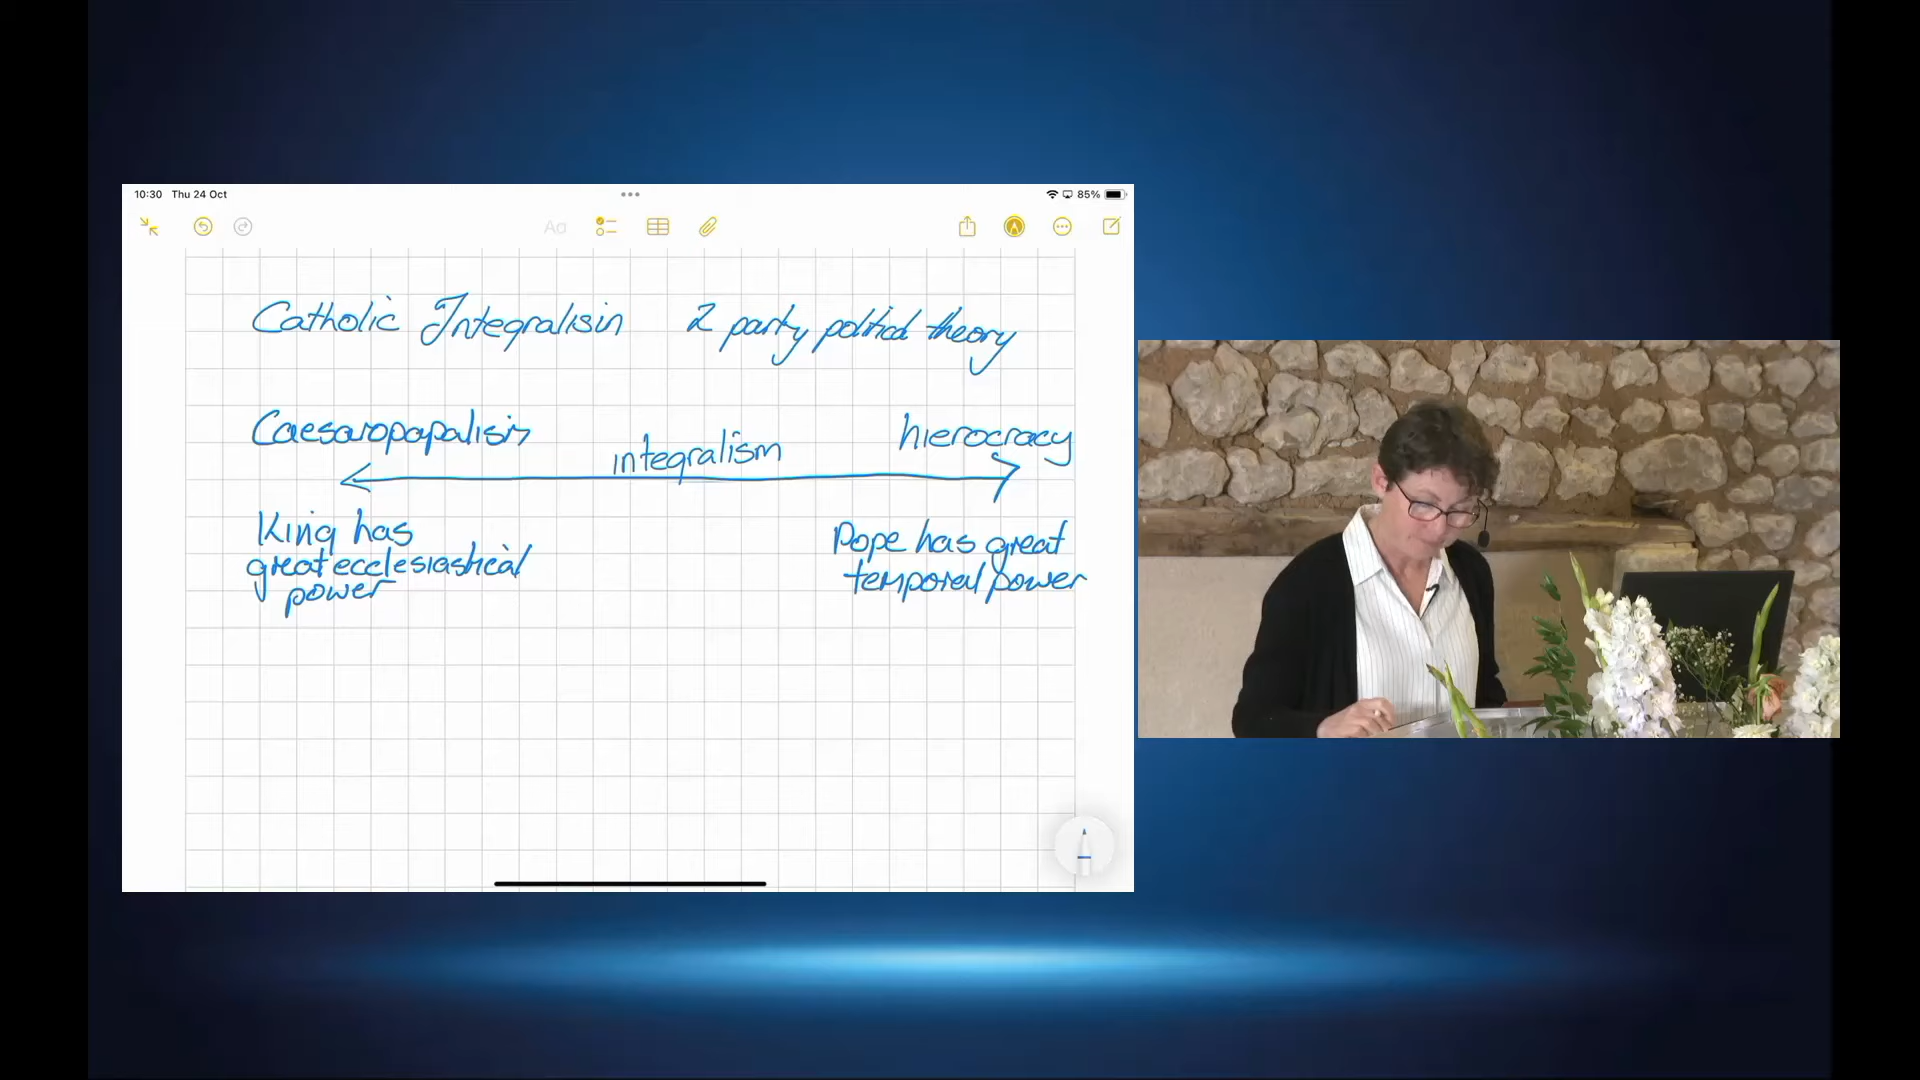 10:30 Thu 24 Oct
85%
Aa
Catholic Integralism 2 party political theory
Caesaropapalism
integralism
hierocracy
King has
great ecclesiastical
power
Pope has great
temporal power